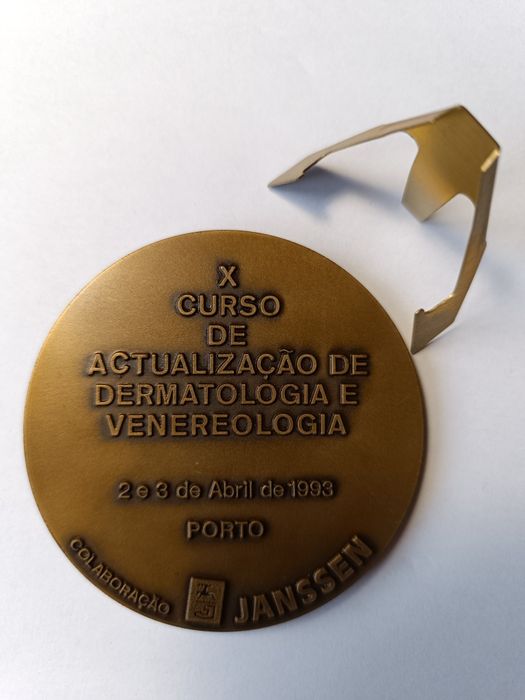 X
CURSO
DE
ACTUALIZAÇÃO DE
DERMATOLOGIA E
VENEREOLOGIA
2 e 3 de Abril de 1993
PORTO
COLABORAÇÃO JANSSEN